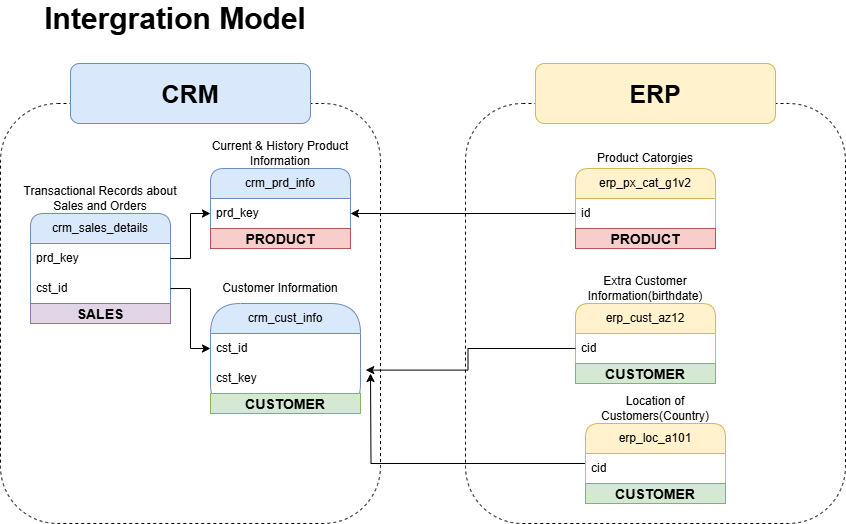 Intergration Model
CRM
ERP
Transactional Records about
Sales and Orders
crm_sales_details
prd_key
cst_id
SALES
Current & History Product
Information
crm_prd_info
prd_key
PRODUCT
Customer Information
crm_cust_info
cst_id
cst_key
CUSTOMER
Product Catorgies
erp_px_cat_g1v2
id
PRODUCT
Extra Customer
Information(birthdate)
erp_cust_az12
cid
CUSTOMER
Location of
Customers(Country)
erp_loc_a101
cid
CUSTOMER